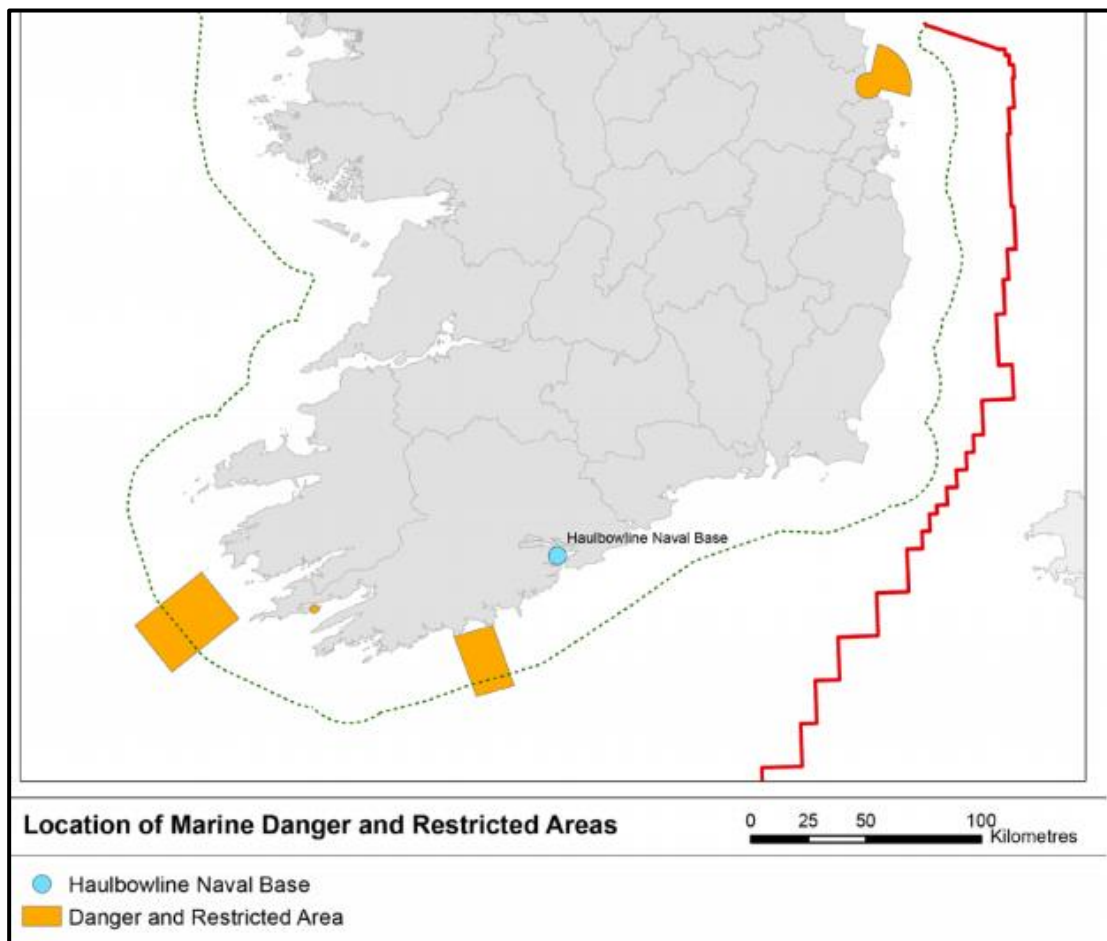 Haulbowline Naval Base
Location of Marine Danger and Restricted Areas
0 25 50 100
Kilometres
Haulbowline Naval Base
Danger and Restricted Area